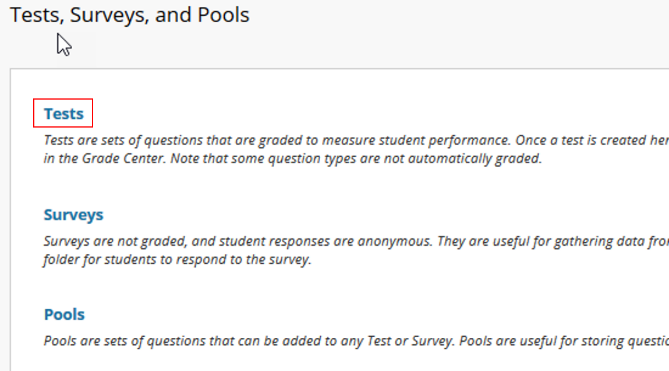 Tests, Surveys, and Pools
Tests
Tests are sets of questions that are graded to measure student performance. Once a test is created
in the Grade Center. Note that some question types are not automatically graded.
Surveys
Surveys are not graded, and student responses are anonymous. They are useful for gathering data
folder for students to respond to the survey.
Pools
Pools are sets of questions that can be added to any Test or Survey. Pools are useful for storing